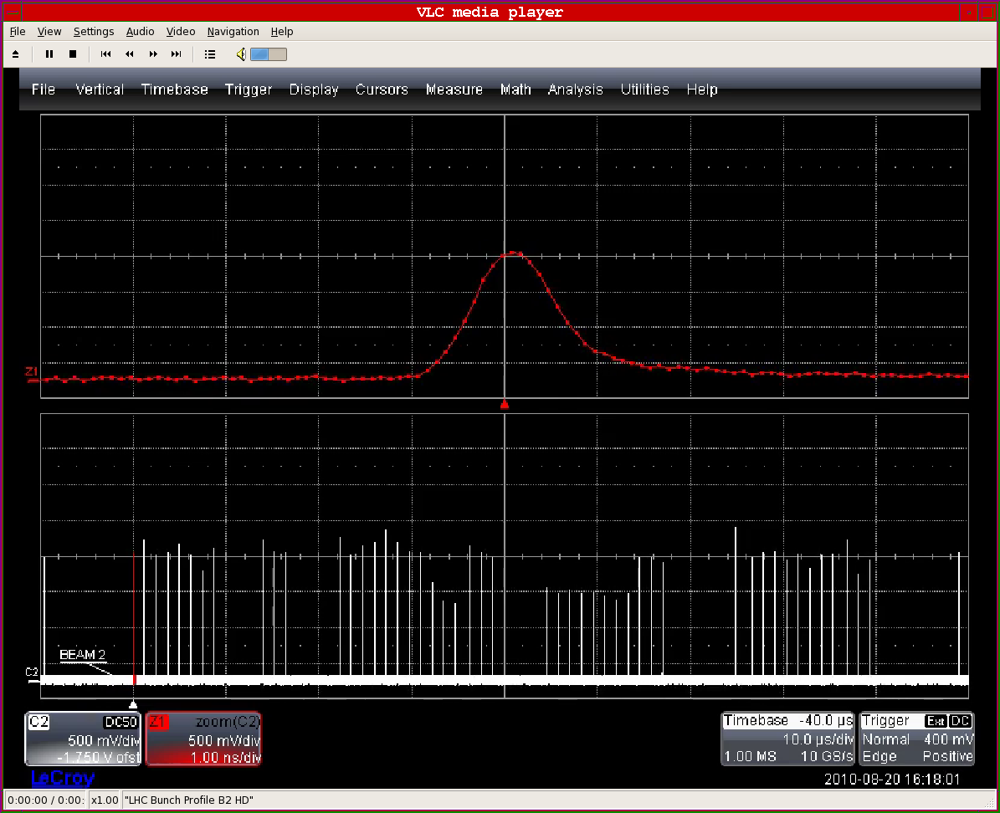 VLC media player
File View Settings Audio Video Navigation Help
File Vertical Timebase Trigger Display Cursors Measure Math Analysis Utilities Help
Z1
BEAM 2
C2
C2 DC50
500 mV/div
-1.750 V ofst
Z1 zoom(C2)
500 mV/div
1.00 ns/div
Timebase -40.0 µs
10.0 µs/div
1.00 MS 10 GS/s
Trigger Ext DC
Normal 400 mV
Edge Positive
LeCroy
2010-08-20 16:18:01
0:00:00 / 0:00: x1.00 "LHC Bunch Profile B2 HD"